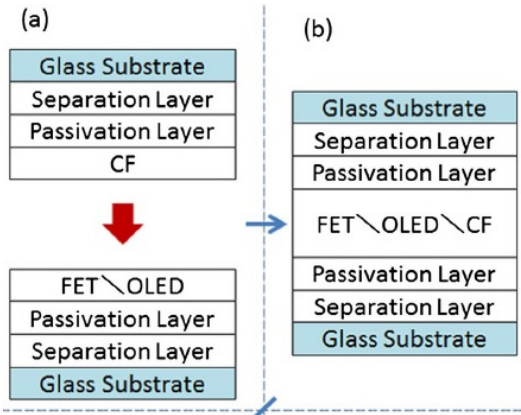 (a)
Glass Substrate
Separation Layer
Passivation Layer
CF
FET＼OLED
Passivation Layer
Separation Layer
Glass Substrate
(b)
Glass Substrate
Separation Layer
Passivation Layer
FET＼OLED＼CF
Passivation Layer
Separation Layer
Glass Substrate